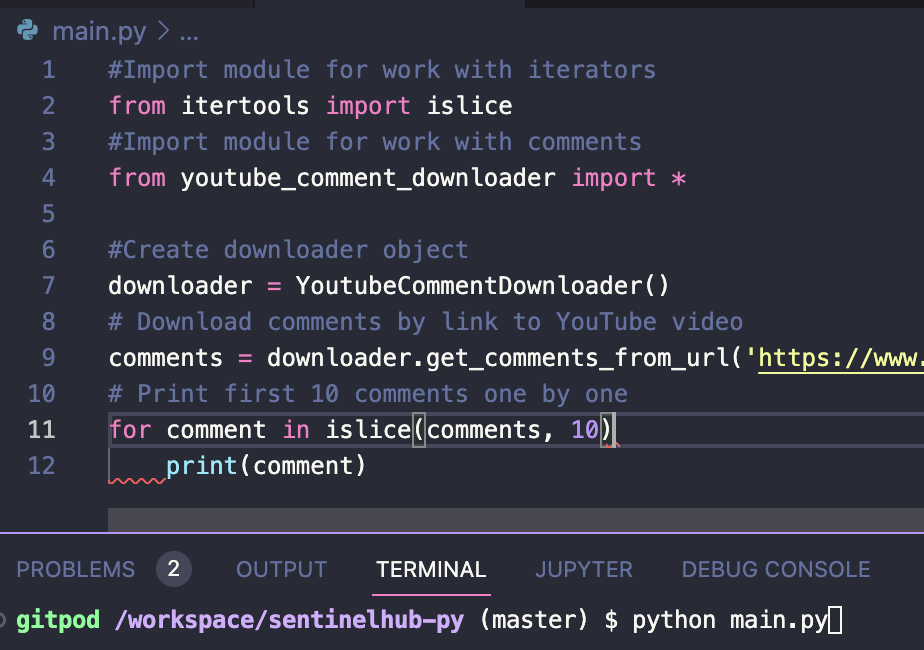 main.py > ...
1 #Import module for work with iterators
2 from itertools import islice
3 #Import module for work with comments
4 from youtube_comment_downloader import *
5
6 #Create downloader object
7 downloader = YoutubeCommentDownloader()
8 # Download comments by link to YouTube video
9 comments = downloader.get_comments_from_url('https://www.
10 # Print first 10 comments one by one
11 for comment in islice(comments, 10)
12     print(comment)
PROBLEMS 2 OUTPUT TERMINAL JUPYTER DEBUG CONSOLE
gitpod /workspace/sentinelhub-py (master) $ python main.py